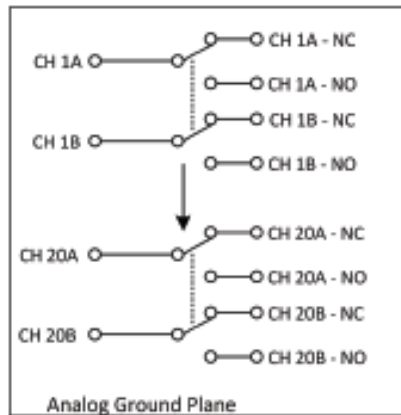 CH 1A - NC
CH 1A
CH 1A - NO
CH 1B - NC
CH 1B
CH 1B - NO
CH 20A - NC
CH 20A
CH 20A - NO
CH 20B - NC
CH 20B
CH 20B - NO
Analog Ground Plane